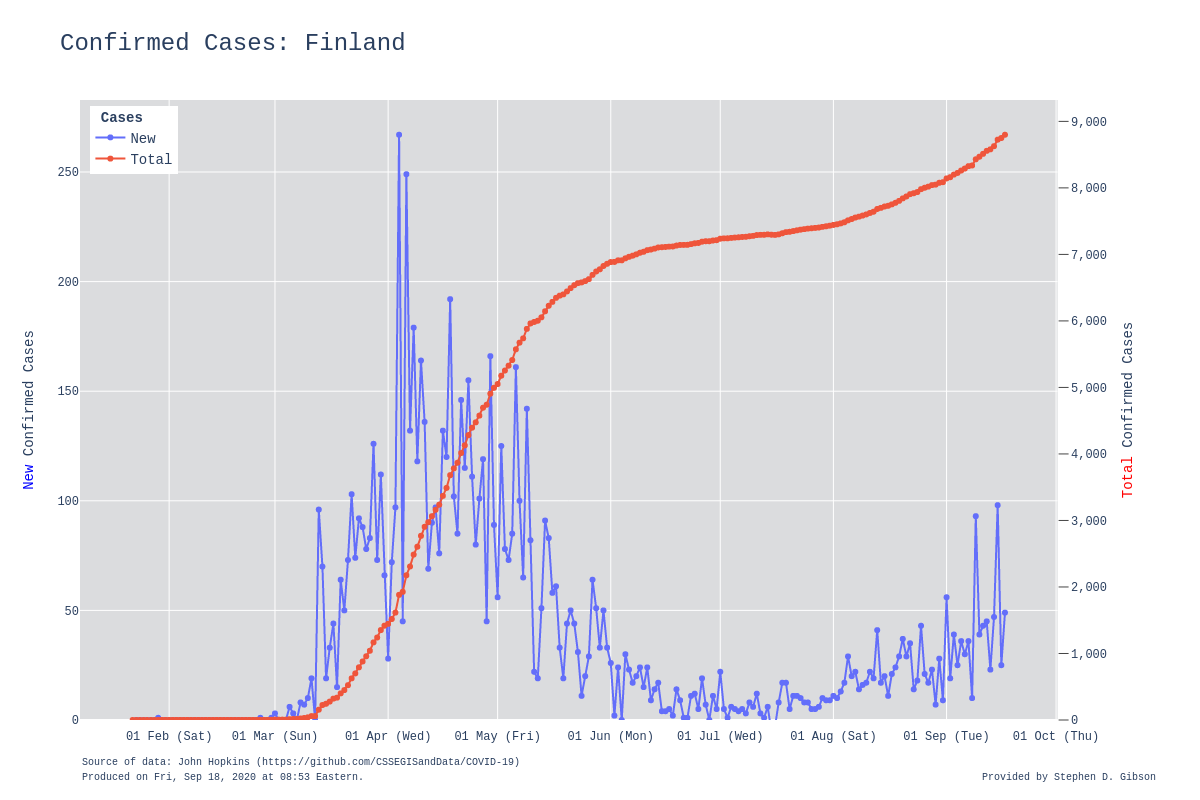 Confirmed Cases: Finland
Cases
New
Total
250
200
150
100
50
0
9,000
8,000
7,000
6,000
5,000
4,000
3,000
2,000
1,000
0
New Confirmed Cases
Total Confirmed Cases
01 Feb (Sat) 01 Mar (Sun) 01 Apr (Wed) 01 May (Fri) 01 Jun (Mon) 01 Jul (Wed) 01 Aug (Sat) 01 Sep (Tue) 01 Oct (Thu)
Source of data: John Hopkins (https://github.com/CSSEGISandData/COVID-19)
Produced on Fri, Sep 18, 2020 at 08:53 Eastern.
Provided by Stephen D. Gibson